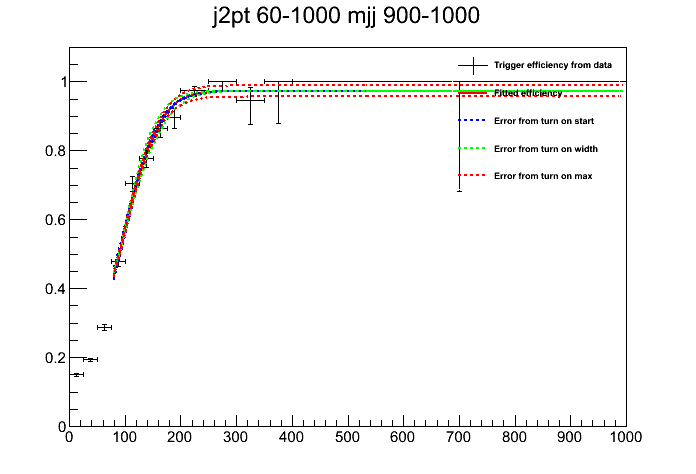 j2pt 60-1000 mjj 900-1000
Trigger efficiency from data
Fitted efficiency
Error from turn on start
Error from turn on width
Error from turn on max
1
0.8
0.6
0.4
0.2
0
0 100 200 300 400 500 600 700 800 900 1000